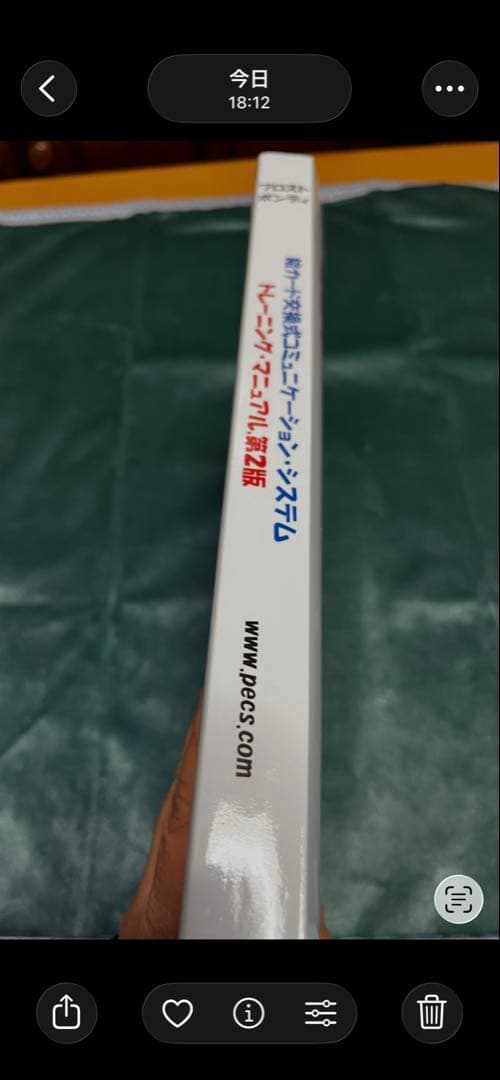 今日
18:12
フロスト
ボンディ
絵カード交換式コミュニケーション・システム
トレーニング・マニュアル.第2版
www.pecs.com